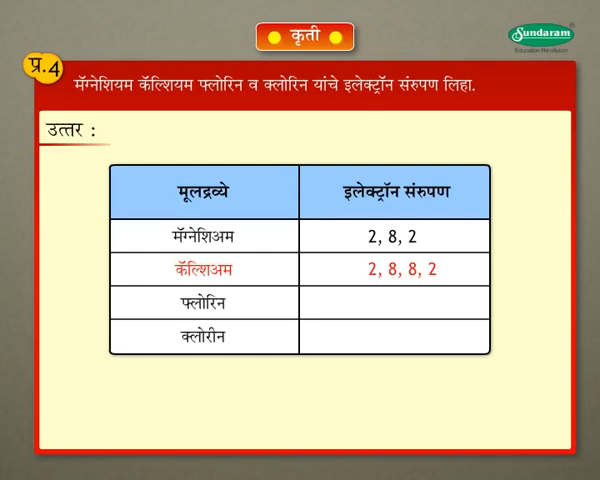 कृती
Sundaram
Education Revolution
प्र.4
मॅग्नेशियम कॅल्शियम फ्लोरिन व क्लोरिन यांचे इलेक्ट्रॉन संरुपण लिहा.
उत्तर :
मूलद्रव्ये इलेक्ट्रॉन संरुपण
मॅग्नेशिअम 2, 8, 2
कॅल्शिअम 2, 8, 8, 2
फ्लोरिन
क्लोरीन